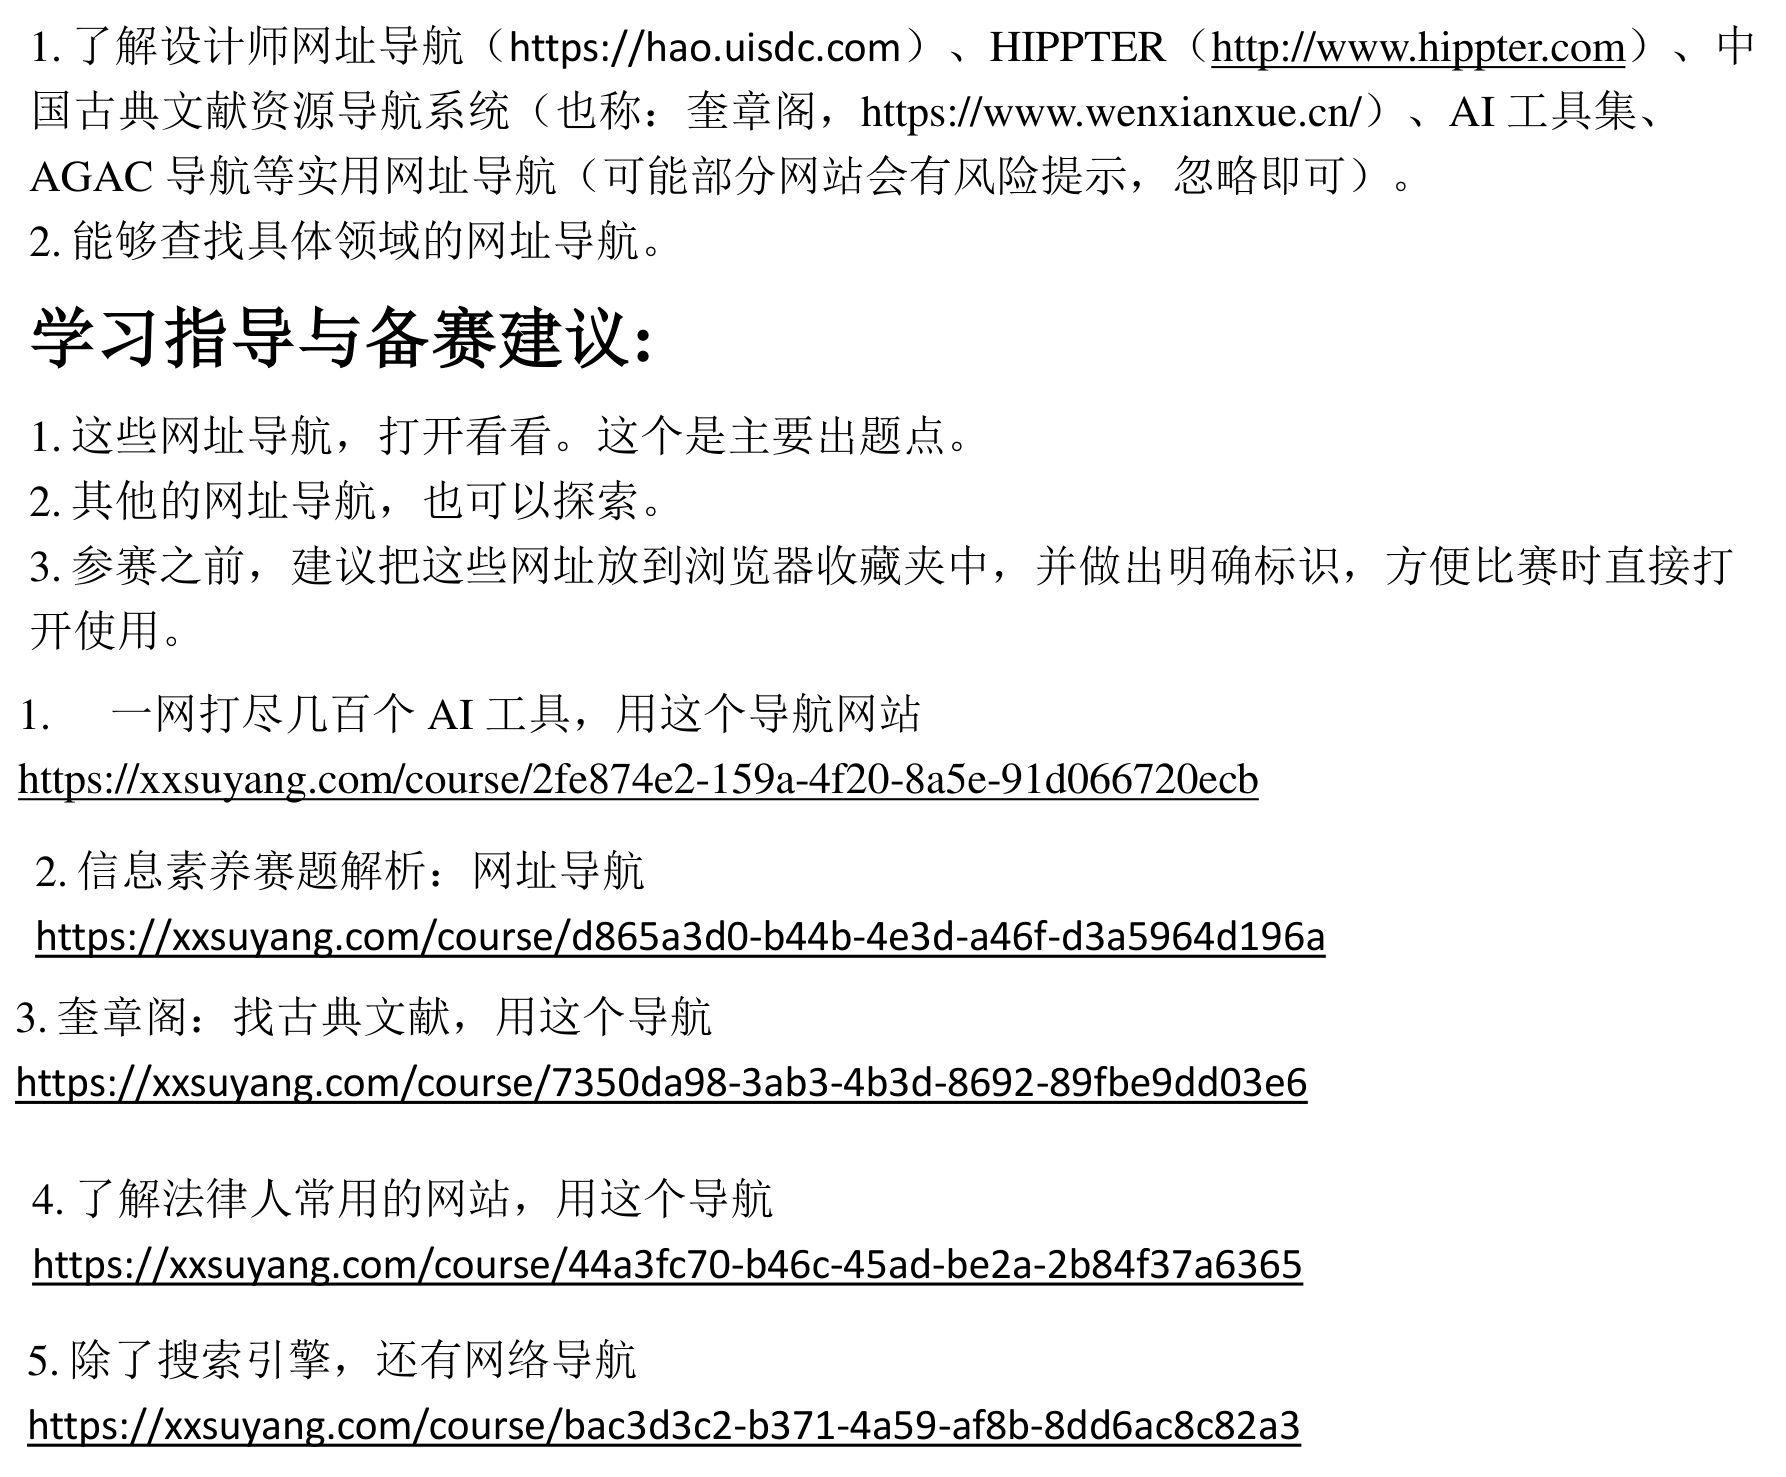 1. 了解设计师网址导航（https://hao.uisdc.com）、HIPPTER（http://www.hippter.com）、中
国古典文献资源导航系统（也称：奎章阁，https://www.wenxianxue.cn/）、AI 工具集、
AGAC 导航等实用网址导航（可能部分网站会有风险提示，忽略即可）。
2. 能够查找具体领域的网址导航。
学习指导与备赛建议：
1. 这些网址导航，打开看看。这个是主要出题点。
2. 其他的网址导航，也可以探索。
3. 参赛之前，建议把这些网址放到浏览器收藏夹中，并做出明确标识，方便比赛时直接打
开使用。
1. 一网打尽几百个 AI 工具，用这个导航网站
https://xxsuyang.com/course/2fe874e2-159a-4f20-8a5e-91d066720ecb
2. 信息素养赛题解析：网址导航
https://xxsuyang.com/course/d865a3d0-b44b-4e3d-a46f-d3a5964d196a
3. 奎章阁：找古典文献，用这个导航
https://xxsuyang.com/course/7350da98-3ab3-4b3d-8692-89fbe9dd03e6
4. 了解法律人常用的网站，用这个导航
https://xxsuyang.com/course/44a3fc70-b46c-45ad-be2a-2b84f37a6365
5. 除了搜索引擎，还有网络导航
https://xxsuyang.com/course/bac3d3c2-b371-4a59-af8b-8dd6ac8c82a3